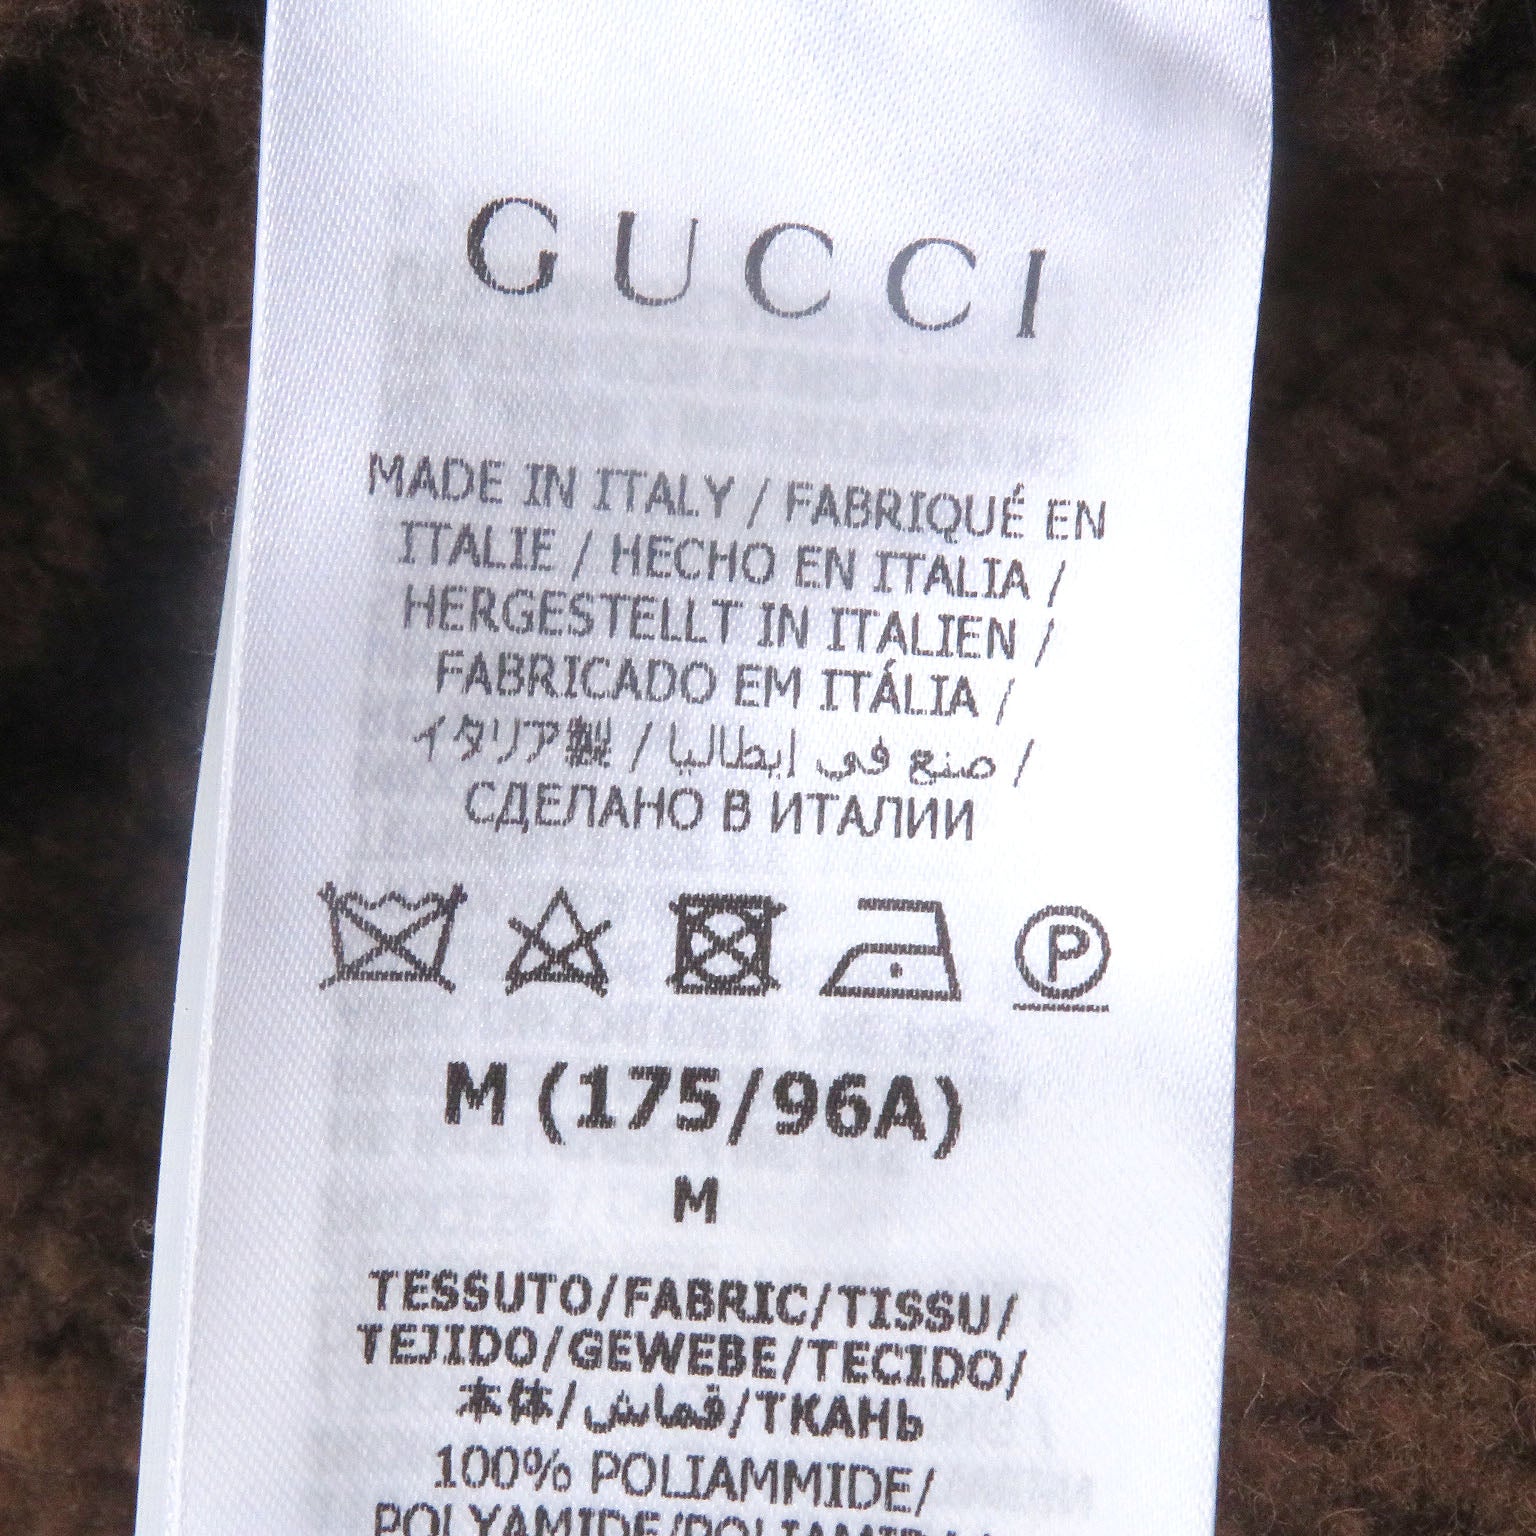 GUCCI
MADE IN ITALY / FABRIQUÉ EN
ITALIE / HECHO EN ITALIA /
HERGESTELLT IN ITALIEN /
FABRICADO EM ITÁLIA /
イタリア製 / صنع في إيطاليا /
СДЕЛАНО В ИТАЛИИ
P
M (175/96A)
M
TESSUTO/FABRIC/TISSU/
TEJIDO/GEWEBE/TECIDO/
本体/قماش/ТКАНЬ
100% POLIAMMIDE/
POLYAMIDE/POLIAMID